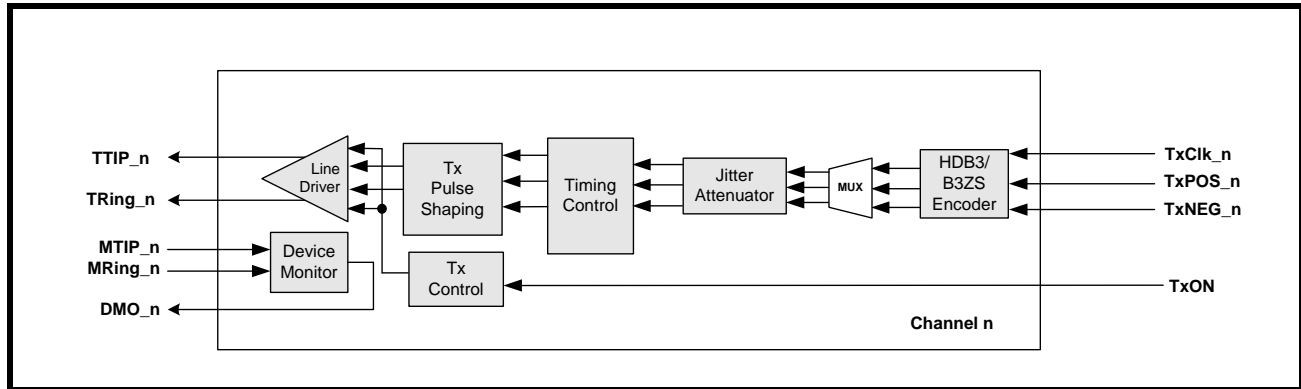 TTIP_n
TRing_n
MTIP_n
MRing_n
DMO_n
Line
Driver
Device
Monitor
Tx
Pulse
Shaping
Tx
Control
Timing
Control
Jitter
Attenuator
MUX
HDB3/
B3ZS
Encoder
TxClk_n
TxPOS_n
TxNEG_n
TxON
Channel n